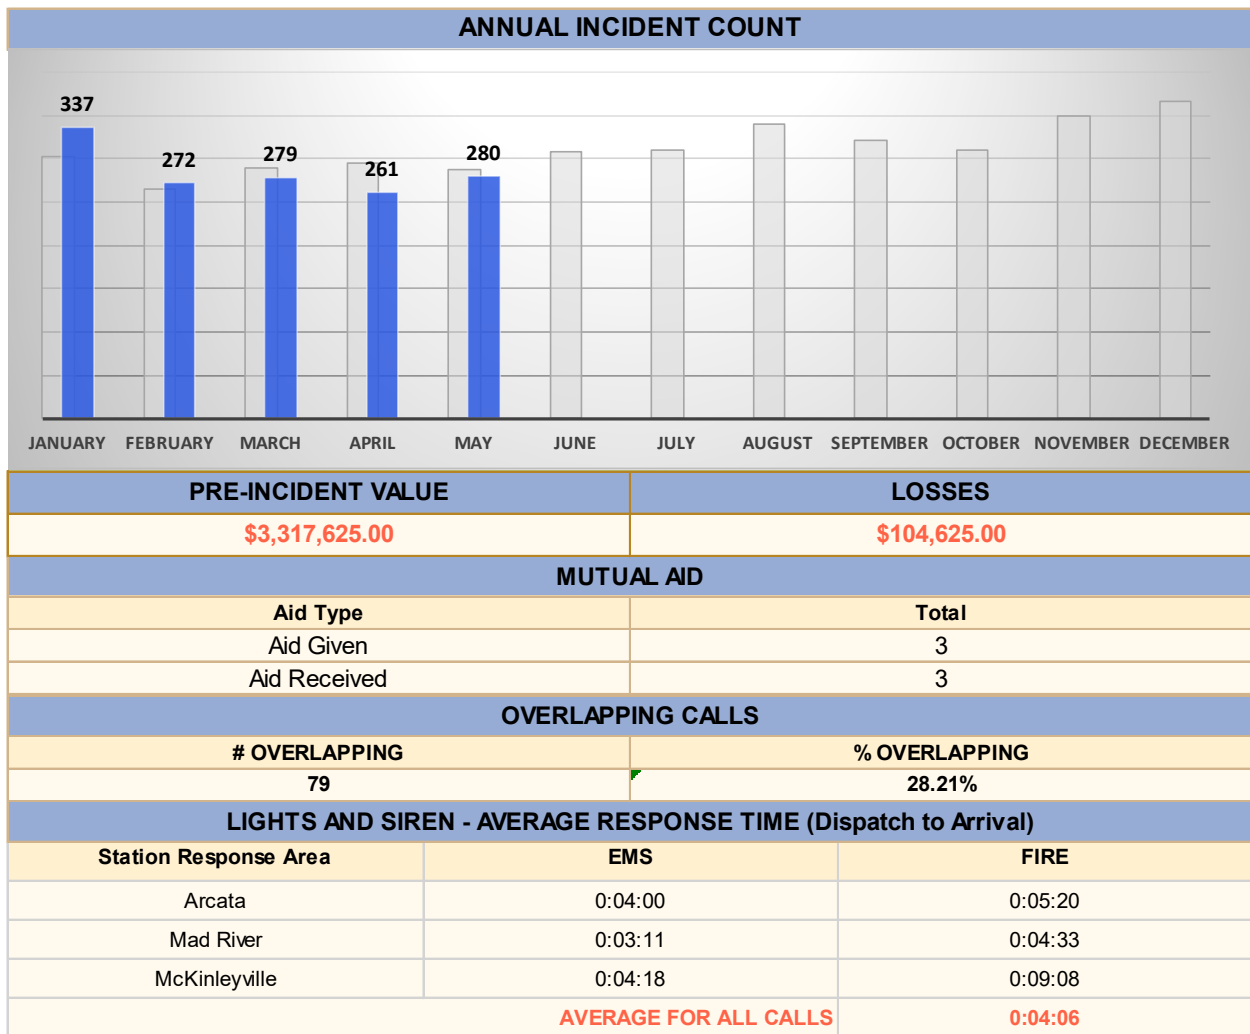 ANNUAL INCIDENT COUNT
337
272
279
261
280
JANUARY FEBRUARY MARCH APRIL MAY JUNE JULY AUGUST SEPTEMBER OCTOBER NOVEMBER DECEMBER
PRE-INCIDENT VALUE LOSSES
$3,317,625.00 $104,625.00
MUTUAL AID
Aid Type Total
Aid Given 3
Aid Received 3
OVERLAPPING CALLS
# OVERLAPPING % OVERLAPPING
79 28.21%
LIGHTS AND SIREN - AVERAGE RESPONSE TIME (Dispatch to Arrival)
Station Response Area EMS FIRE
Arcata 0:04:00 0:05:20
Mad River 0:03:11 0:04:33
McKinleyville 0:04:18 0:09:08
AVERAGE FOR ALL CALLS 0:04:06